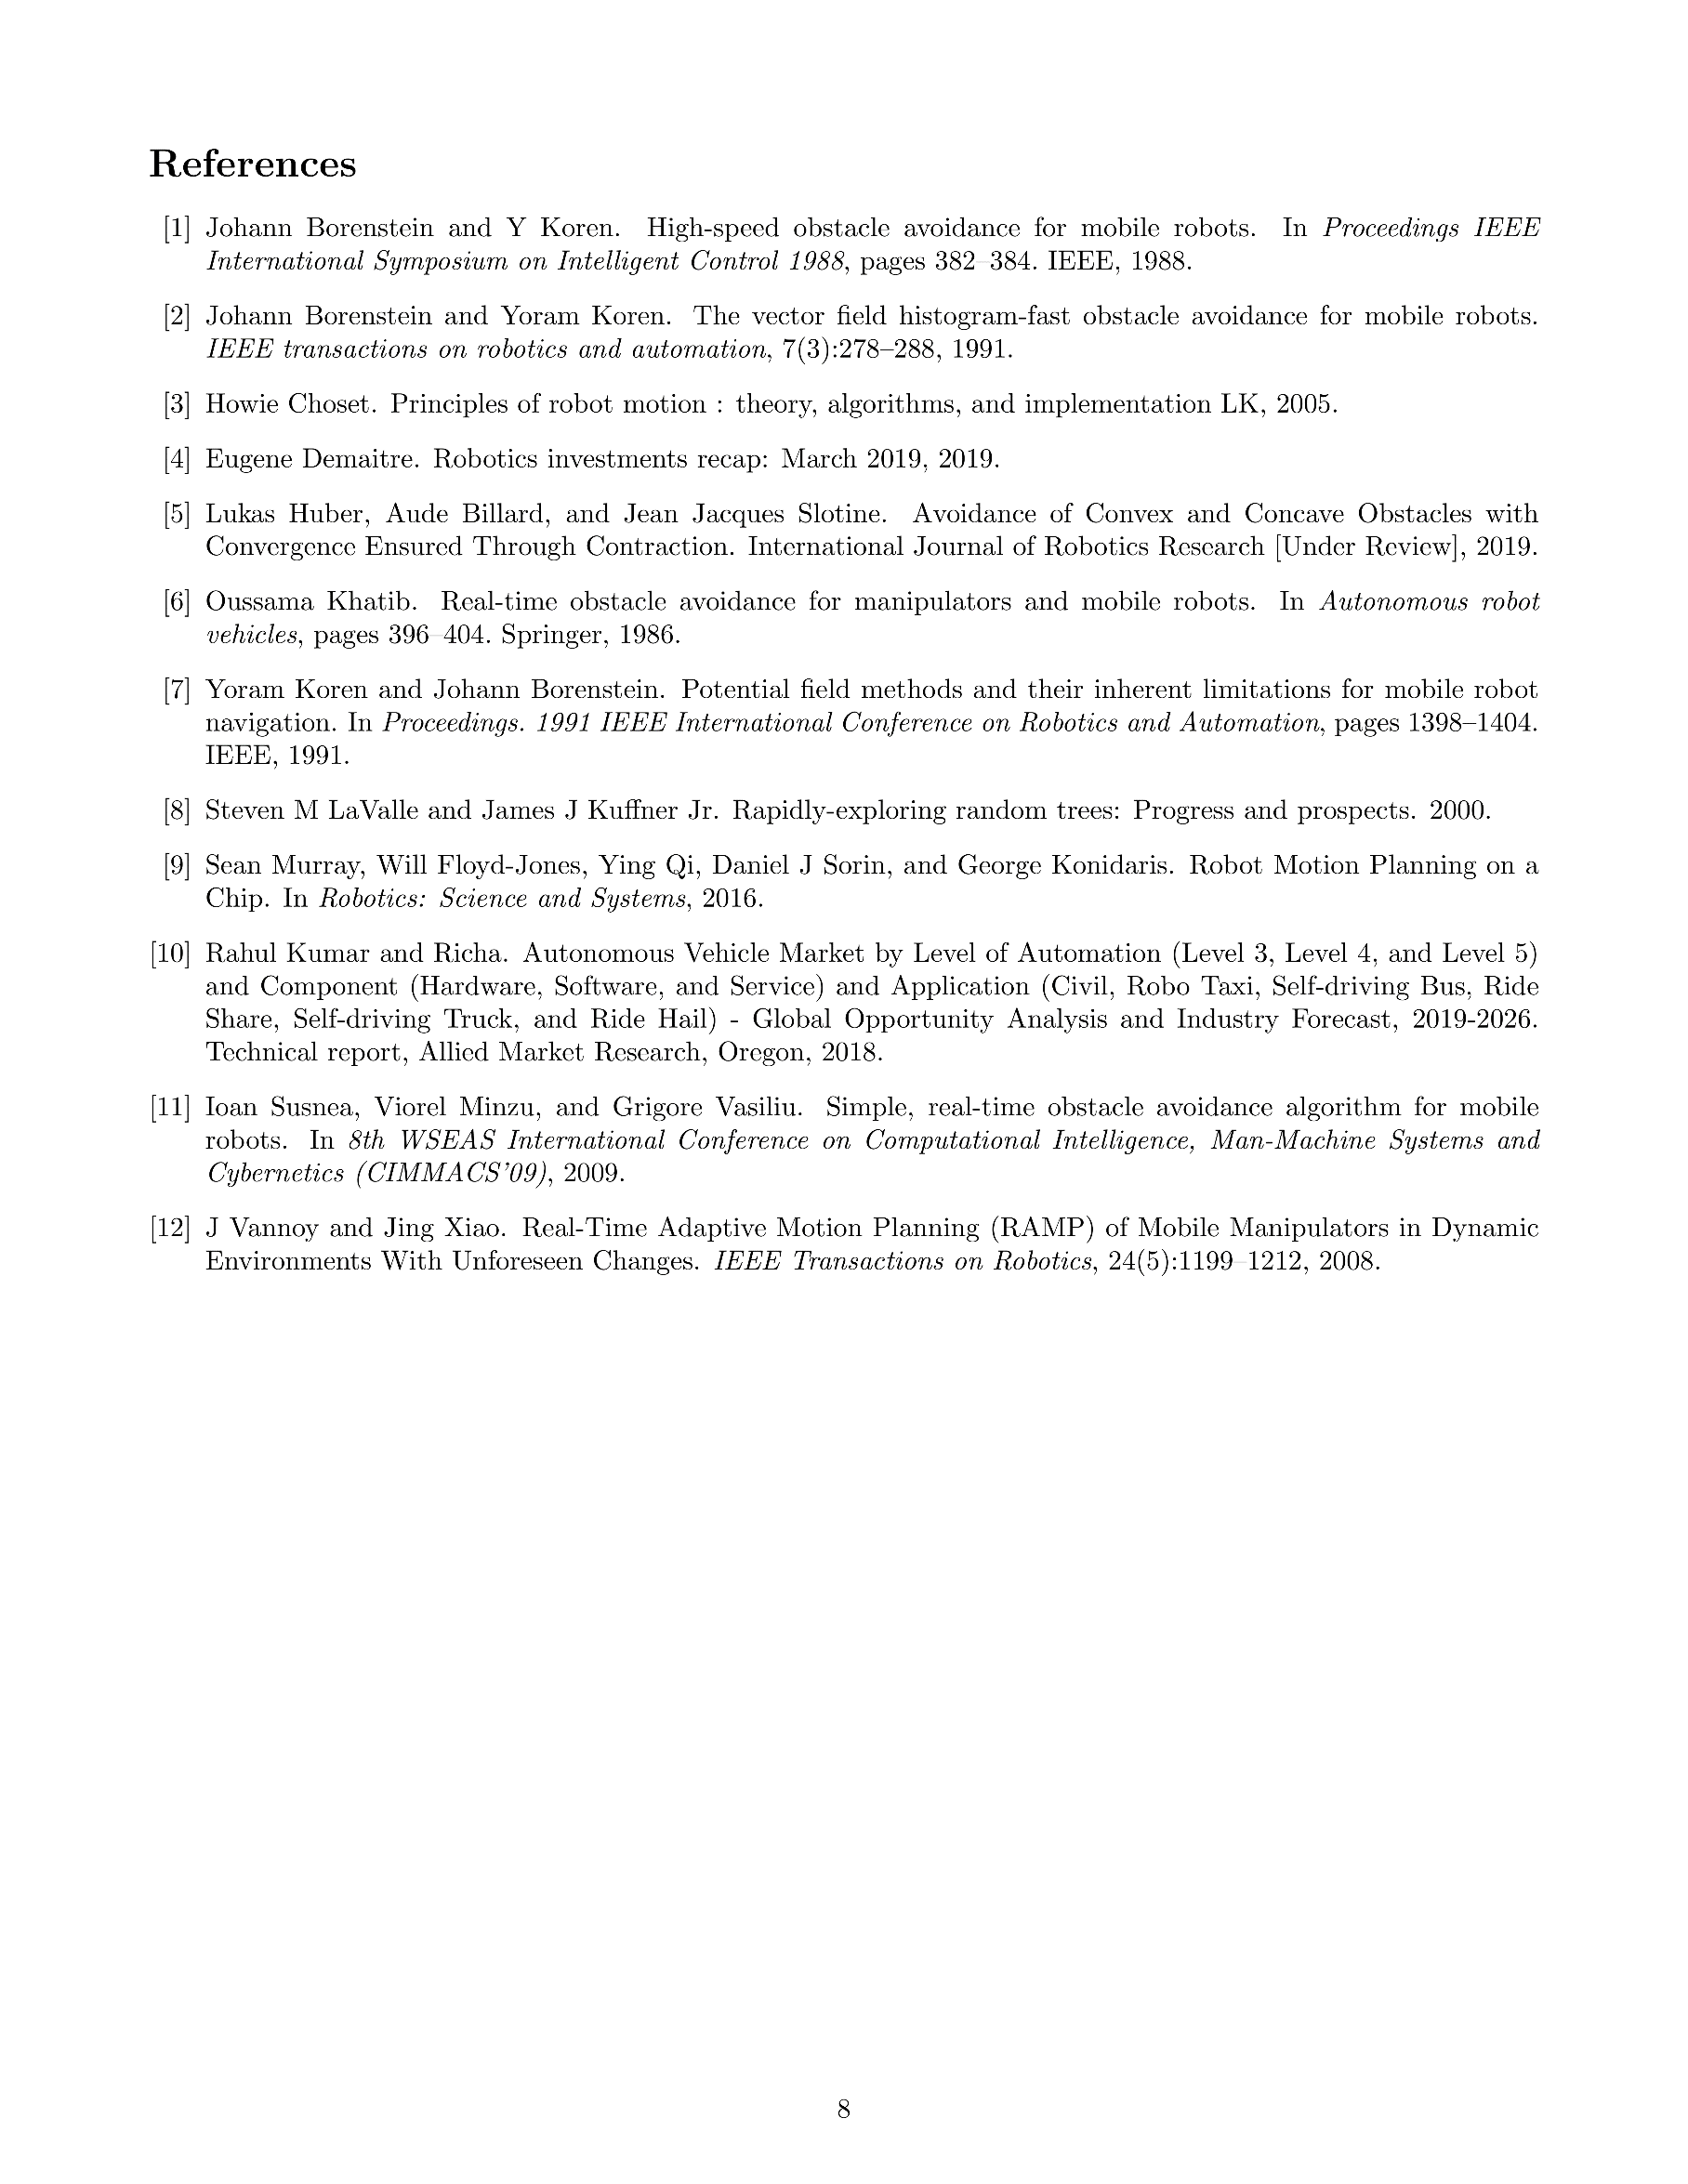 References
[1] Johann Borenstein and Y Koren. High-speed obstacle avoidance for mobile robots. In Proceedings IEEE
International Symposium on Intelligent Control 1988, pages 382–384. IEEE, 1988.
[2] Johann Borenstein and Yoram Koren. The vector field histogram-fast obstacle avoidance for mobile robots.
IEEE transactions on robotics and automation, 7(3):278–288, 1991.
[3] Howie Choset. Principles of robot motion : theory, algorithms, and implementation LK, 2005.
[4] Eugene Demaitre. Robotics investments recap: March 2019, 2019.
[5] Lukas Huber, Aude Billard, and Jean Jacques Slotine. Avoidance of Convex and Concave Obstacles with
Convergence Ensured Through Contraction. International Journal of Robotics Research [Under Review], 2019.
[6] Oussama Khatib. Real-time obstacle avoidance for manipulators and mobile robots. In Autonomous robot
vehicles, pages 396–404. Springer, 1986.
[7] Yoram Koren and Johann Borenstein. Potential field methods and their inherent limitations for mobile robot
navigation. In Proceedings. 1991 IEEE International Conference on Robotics and Automation, pages 1398–1404.
IEEE, 1991.
[8] Steven M LaValle and James J Kuffner Jr. Rapidly-exploring random trees: Progress and prospects. 2000.
[9] Sean Murray, Will Floyd-Jones, Ying Qi, Daniel J Sorin, and George Konidaris. Robot Motion Planning on a
Chip. In Robotics: Science and Systems, 2016.
[10] Rahul Kumar and Richa. Autonomous Vehicle Market by Level of Automation (Level 3, Level 4, and Level 5)
and Component (Hardware, Software, and Service) and Application (Civil, Robo Taxi, Self-driving Bus, Ride
Share, Self-driving Truck, and Ride Hail) - Global Opportunity Analysis and Industry Forecast, 2019-2026.
Technical report, Allied Market Research, Oregon, 2018.
[11] Ioan Susnea, Viorel Minzu, and Grigore Vasiliu. Simple, real-time obstacle avoidance algorithm for mobile
robots. In 8th WSEAS International Conference on Computational Intelligence, Man-Machine Systems and
Cybernetics (CIMMACS'09), 2009.
[12] J Vannoy and Jing Xiao. Real-Time Adaptive Motion Planning (RAMP) of Mobile Manipulators in Dynamic
Environments With Unforeseen Changes. IEEE Transactions on Robotics, 24(5):1199–1212, 2008.
8